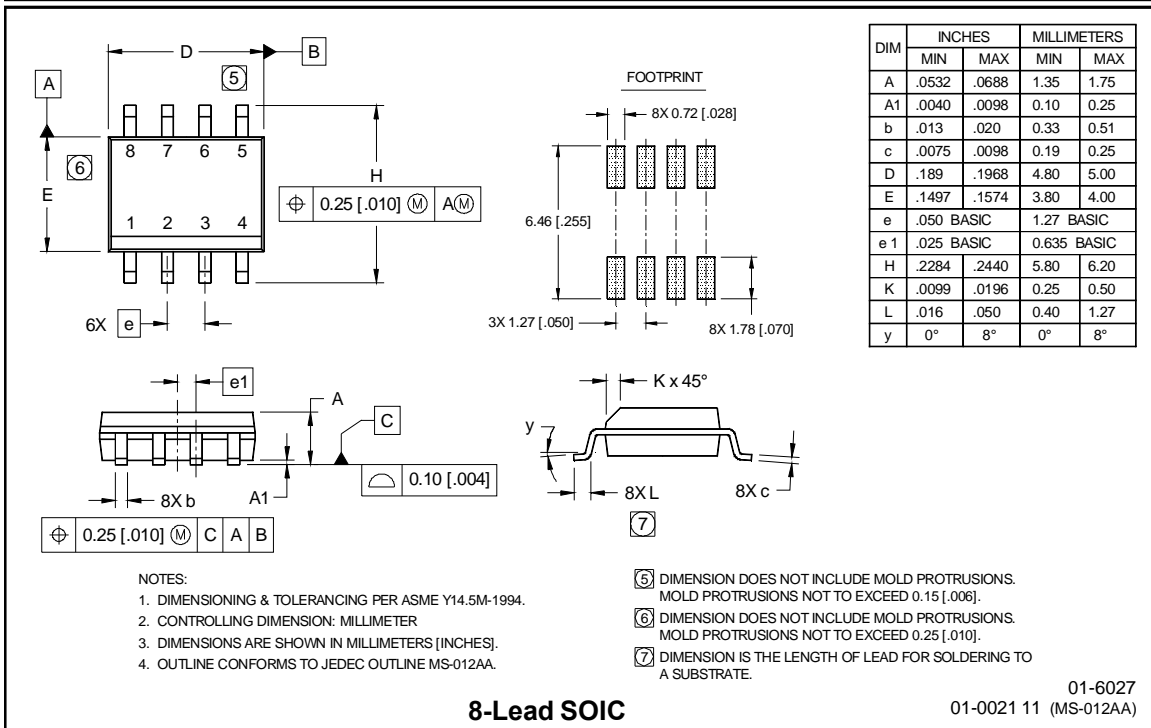 D
B
5
A
8 7 6 5
6
E
H
⌖ 0.25 [.010] Ⓜ AⓂ
1 2 3 4
6X e
FOOTPRINT
8X 0.72 [.028]
6.46 [.255]
3X 1.27 [.050]
8X 1.78 [.070]
DIM INCHES MILLIMETERS
MIN MAX MIN MAX
A .0532 .0688 1.35 1.75
A1 .0040 .0098 0.10 0.25
b .013 .020 0.33 0.51
c .0075 .0098 0.19 0.25
D .189 .1968 4.80 5.00
E .1497 .1574 3.80 4.00
e .050 BASIC 1.27 BASIC
e 1 .025 BASIC 0.635 BASIC
H .2284 .2440 5.80 6.20
K .0099 .0196 0.25 0.50
L .016 .050 0.40 1.27
y 0° 8° 0° 8°
e1
A
C
0.10 [.004]
8X b
A1
⌖ 0.25 [.010] Ⓜ C A B
K x 45°
y
8X L
8X c
7
NOTES:
1. DIMENSIONING & TOLERANCING PER ASME Y14.5M-1994.
2. CONTROLLING DIMENSION: MILLIMETER
3. DIMENSIONS ARE SHOWN IN MILLIMETERS [INCHES].
4. OUTLINE CONFORMS TO JEDEC OUTLINE MS-012AA.
5 DIMENSION DOES NOT INCLUDE MOLD PROTRUSIONS.
MOLD PROTRUSIONS NOT TO EXCEED 0.15 [.006].
6 DIMENSION DOES NOT INCLUDE MOLD PROTRUSIONS.
MOLD PROTRUSIONS NOT TO EXCEED 0.25 [.010].
7 DIMENSION IS THE LENGTH OF LEAD FOR SOLDERING TO
A SUBSTRATE.
8-Lead SOIC
01-6027
01-0021 11 (MS-012AA)